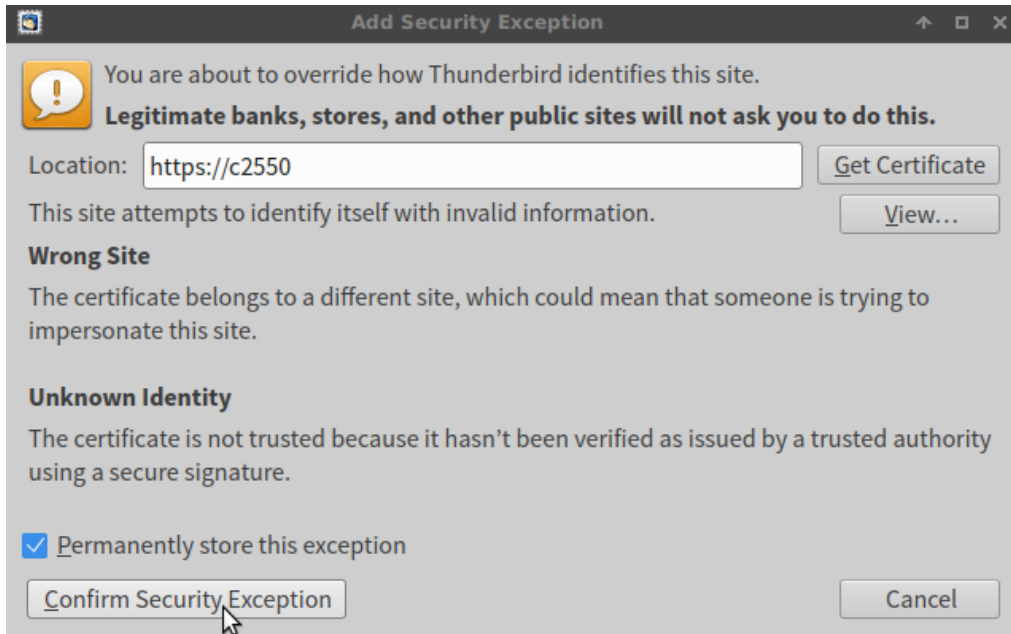 Add Security Exception
You are about to override how Thunderbird identifies this site.
Legitimate banks, stores, and other public sites will not ask you to do this.
Location: https://c2550 Get Certificate
This site attempts to identify itself with invalid information. View…
Wrong Site
The certificate belongs to a different site, which could mean that someone is trying to
impersonate this site.
Unknown Identity
The certificate is not trusted because it hasn’t been verified as issued by a trusted authority
using a secure signature.
Permanently store this exception
Confirm Security Exception Cancel